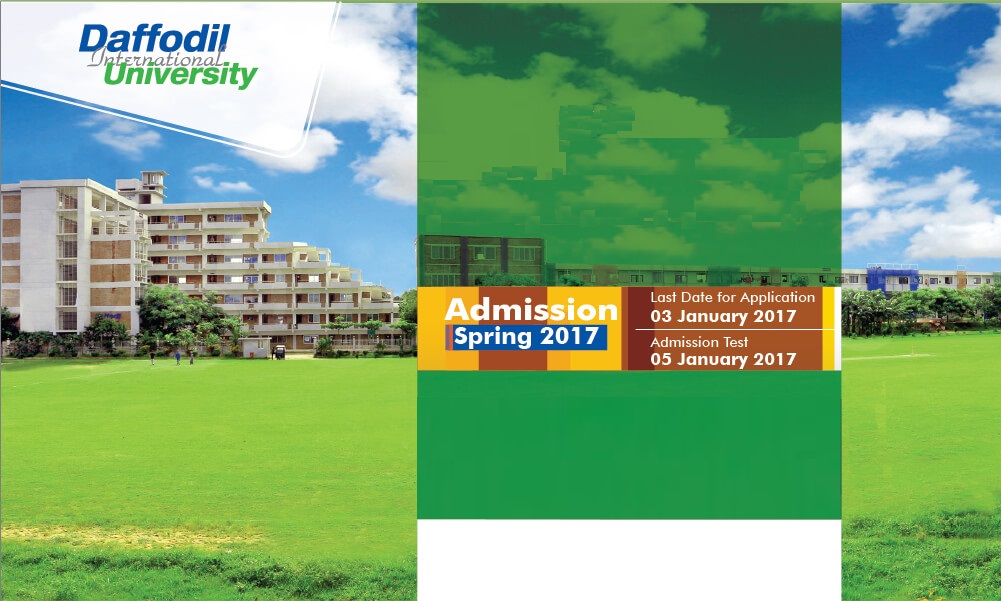 Daffodil
International
University
Admission
Spring 2017
Last Date for Application
03 January 2017
Admission Test
05 January 2017